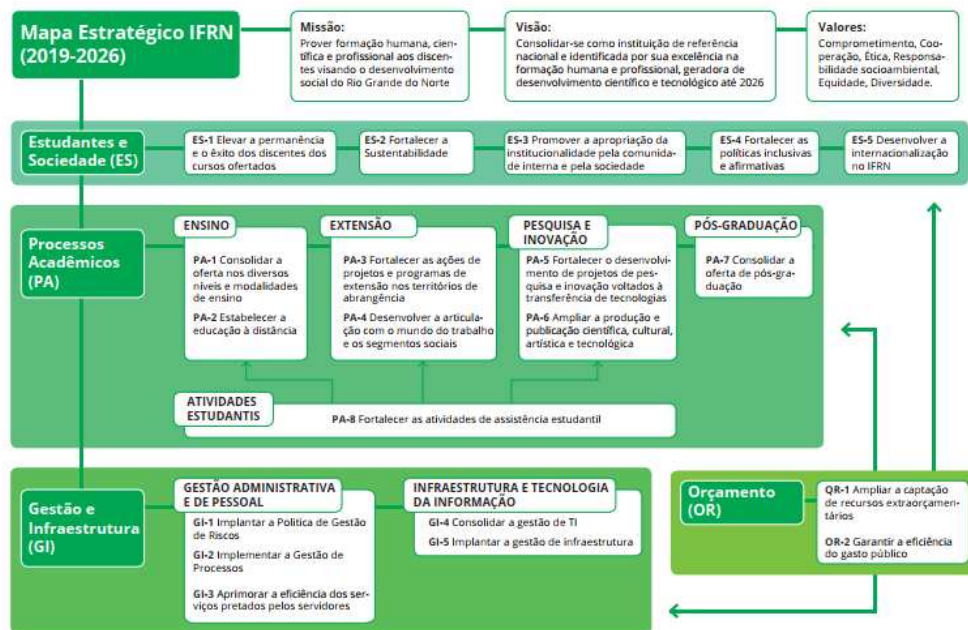 Mapa Estratégico IFRN
(2019-2026)
Missão:
Prover formação humana, cien-
tífica e profissional aos discen-
tes visando o desenvolvimento
social do Rio Grande do Norte
Visão:
Consolidar-se como instituição de referência
nacional e identificada por sua excelência na
formação humana e profissional, geradora de
desenvolvimento científico e tecnológico até 2026
Valores:
Comprometimento, Coo-
peração, Ética, Responsa-
bilidade socioambiental,
Equidade, Diversidade.
Estudantes e
Sociedade (ES)
ES-1 Elevar a permanência
e o êxito dos discentes dos
cursos ofertados
ES-2 Fortalecer a
Sustentabilidade
ES-3 Promover a apropriação da
institucionalidade pela comunida-
de interna e pela sociedade
ES-4 Fortalecer as
políticas inclusivas
e afirmativas
ES-5 Desenvolver a
internacionalização
no IFRN
Processos
Acadêmicos
(PA)
ENSINO
PA-1 Consolidar a
oferta nos diversos
níveis e modalidades
de ensino
PA-2 Estabelecer a
educação à distância
EXTENSÃO
PA-3 Fortalecer as ações de
projetos e programas de
extensão nos territórios de
abrangência
PA-4 Desenvolver a articula-
ção com o mundo do trabalho
e os segmentos sociais
PESQUISA E
INOVAÇÃO
PA-5 Fortalecer o desenvolvi-
mento de projetos de pes-
quisa e inovação voltados à
transferência de tecnologias
PA-6 Ampliar a produção e
publicação científica, cultural,
artística e tecnológica
PÓS-GRADUAÇÃO
PA-7 Consolidar a
oferta de pós-gra-
duação
ATIVIDADES
ESTUDANTIS
PA-8 Fortalecer as atividades de assistência estudantil
Gestão e
Infraestrutura
(GI)
GESTÃO ADMINISTRATIVA
E DE PESSOAL
GI-1 Implantar a Política de Gestão
de Riscos
GI-2 Implementar a Gestão de
Processos
GI-3 Aprimorar a eficiência dos ser-
viços pretados pelos servidores
INFRAESTRUTURA E TECNOLOGIA
DA INFORMAÇÃO
GI-4 Consolidar a gestão de TI
GI-5 Implantar a gestão de infraestrutura
Orçamento
(OR)
QR-1 Ampliar a captação
de recursos extraorçamen-
tários
OR-2 Garantir a eficiência
do gasto público